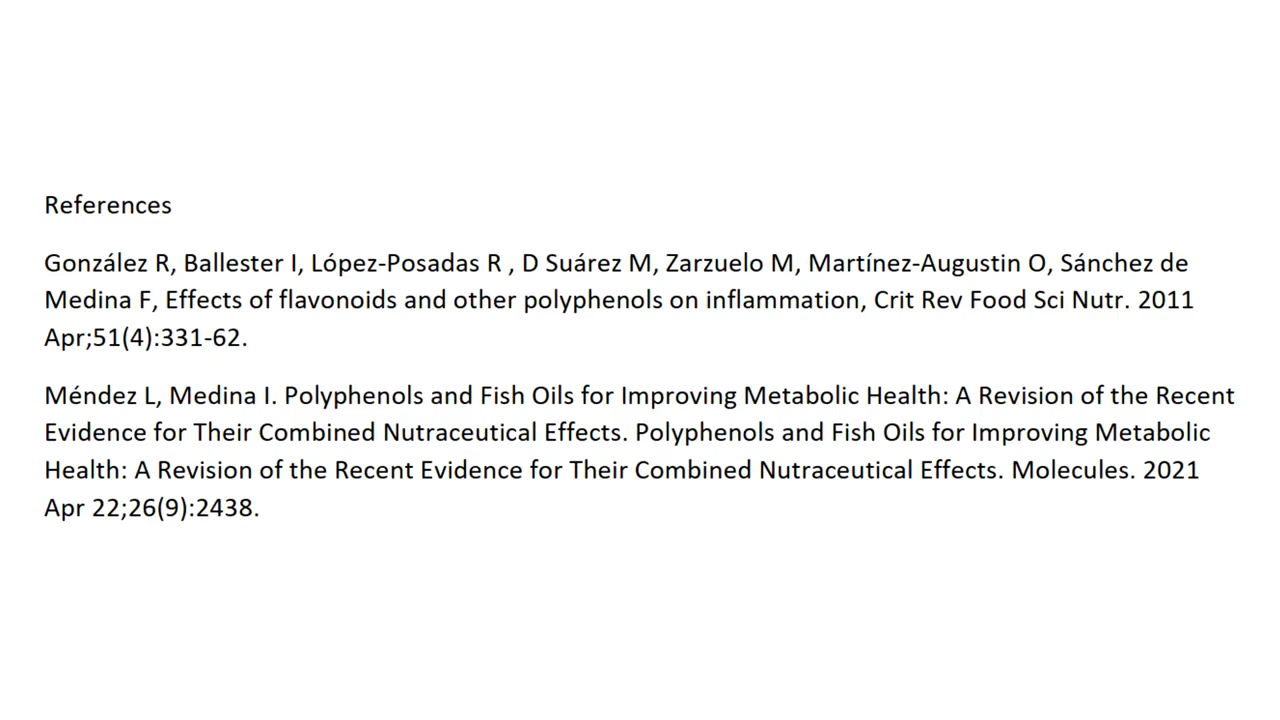 References
González R, Ballester I, López-Posadas R , D Suárez M, Zarzuelo M, Martínez-Augustin O, Sánchez de
Medina F, Effects of flavonoids and other polyphenols on inflammation, Crit Rev Food Sci Nutr. 2011
Apr;51(4):331-62.
Méndez L, Medina I. Polyphenols and Fish Oils for Improving Metabolic Health: A Revision of the Recent
Evidence for Their Combined Nutraceutical Effects. Polyphenols and Fish Oils for Improving Metabolic
Health: A Revision of the Recent Evidence for Their Combined Nutraceutical Effects. Molecules. 2021
Apr 22;26(9):2438.